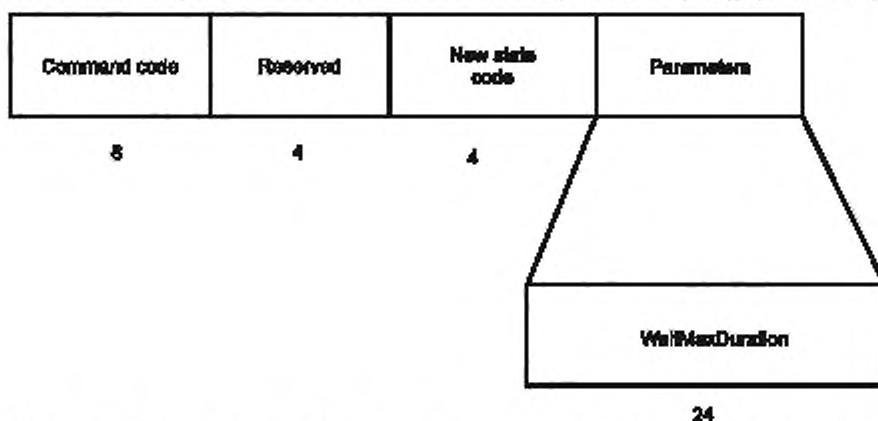 Command code
Reserved
New state
code
Parameters
8
4
4
WaitMaxDuration
24